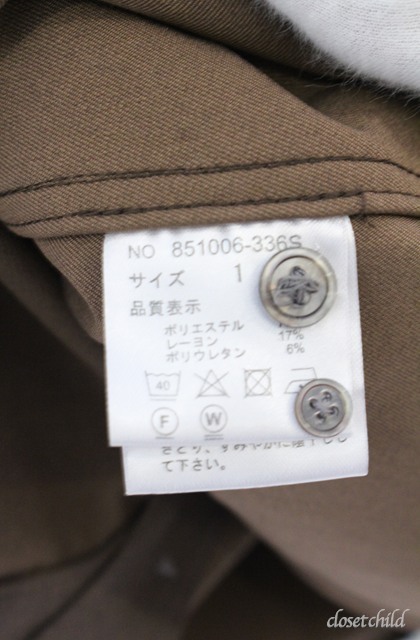 NO 851006-336S
サイズ 1
品質表示
ポリエステル
レーヨン 17%
ポリウレタン 6%
40
F W
て下さい。
closetchild